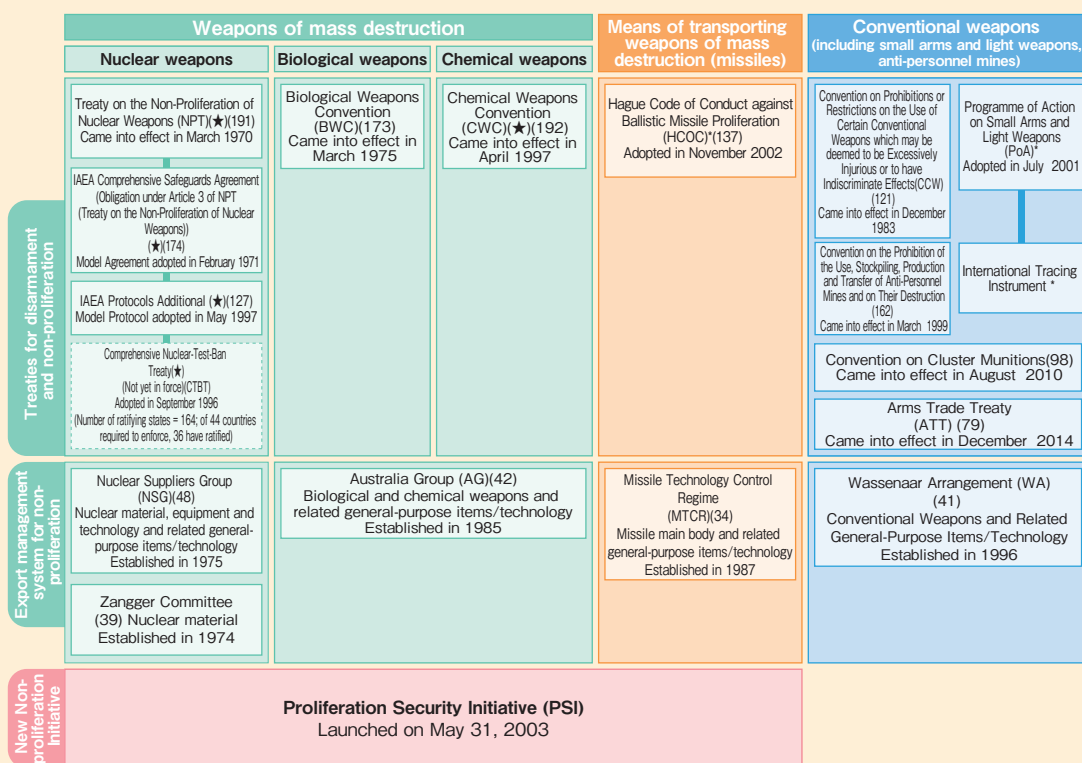 Weapons of mass destruction
Means of transporting
weapons of mass
destruction (missiles)
Conventional weapons
(including small arms and light weapons,
anti-personnel mines)
Nuclear weapons
Biological weapons
Chemical weapons
Treaties for disarmament
and non-proliferation
Treaty on the Non-Proliferation of
Nuclear Weapons (NPT)(★)(191)
Came into effect in March 1970
IAEA Comprehensive Safeguards Agreement
(Obligation under Article 3 of NPT
(Treaty on the Non-Proliferation of Nuclear
Weapons))
(★)(174)
Model Agreement adopted in February 1971
IAEA Protocols Additional (★)(127)
Model Protocol adopted in May 1997
Comprehensive Nuclear-Test-Ban
Treaty(★)
(Not yet in force)(CTBT)
Adopted in September 1996
(Number of ratifying states = 164; of 44 countries
required to enforce, 36 have ratified)
Biological Weapons
Convention
(BWC)(173)
Came into effect in
March 1975
Chemical Weapons
Convention
(CWC)(★)(192)
Came into effect in
April 1997
Hague Code of Conduct against
Ballistic Missile Proliferation
(HCOC)*(137)
Adopted in November 2002
Convention on Prohibitions or
Restrictions on the Use of
Certain Conventional
Weapons which may be
deemed to be Excessively
Injurious or to have
Indiscriminate Effects(CCW)
(121)
Came into effect in December
1983
Programme of Action
on Small Arms and
Light Weapons
(PoA)*
Adopted in July 2001
Convention on the Prohibition of
the Use, Stockpiling, Production
and Transfer of Anti-Personnel
Mines and on Their Destruction
(162)
Came into effect in March 1999
International Tracing
Instrument *
Convention on Cluster Munitions(98)
Came into effect in August 2010
Arms Trade Treaty
(ATT) (79)
Came into effect in December 2014
Export management
system for non-
proliferation
Nuclear Suppliers Group
(NSG)(48)
Nuclear material, equipment and
technology and related general-
purpose items/technology
Established in 1975
Zangger Committee
(39) Nuclear material
Established in 1974
Australia Group (AG)(42)
Biological and chemical weapons and
related general-purpose items/technology
Established in 1985
Missile Technology Control
Regime
(MTCR)(34)
Missile main body and related
general-purpose items/technology
Established in 1987
Wassenaar Arrangement (WA)
(41)
Conventional Weapons and Related
General-Purpose Items/Technology
Established in 1996
New Non-
proliferation
Initiative
Proliferation Security Initiative (PSI)
Launched on May 31, 2003